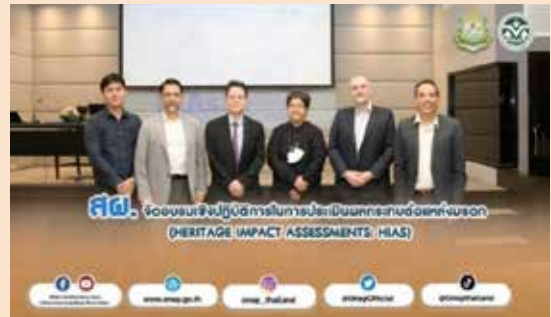 สผ. จัดอบรมเชิงปฏิบัติการในการประเมินผลกระทบต่อแหล่งมรดก
(HERITAGE IMPACT ASSESSMENTS: HIAS)
www.onep.go.th
onep_thailand
@OnepOfficial
@OnepThailand